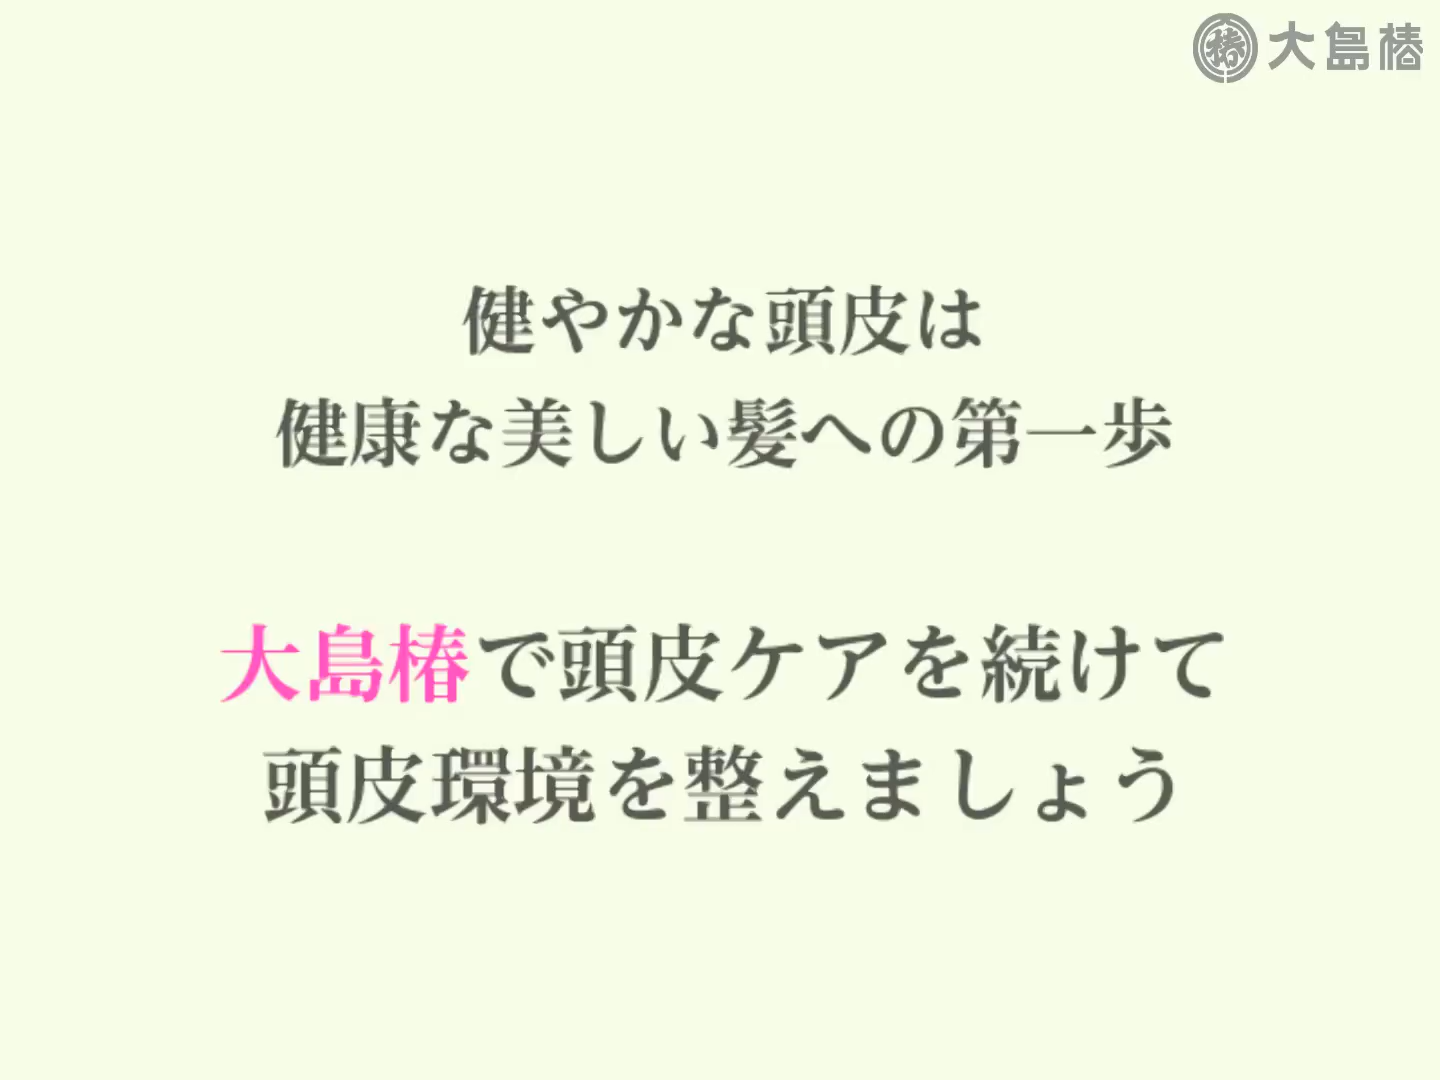 大島椿
健やかな頭皮は
健康な美しい髪への第一歩
大島椿で頭皮ケアを続けて
頭皮環境を整えましょう